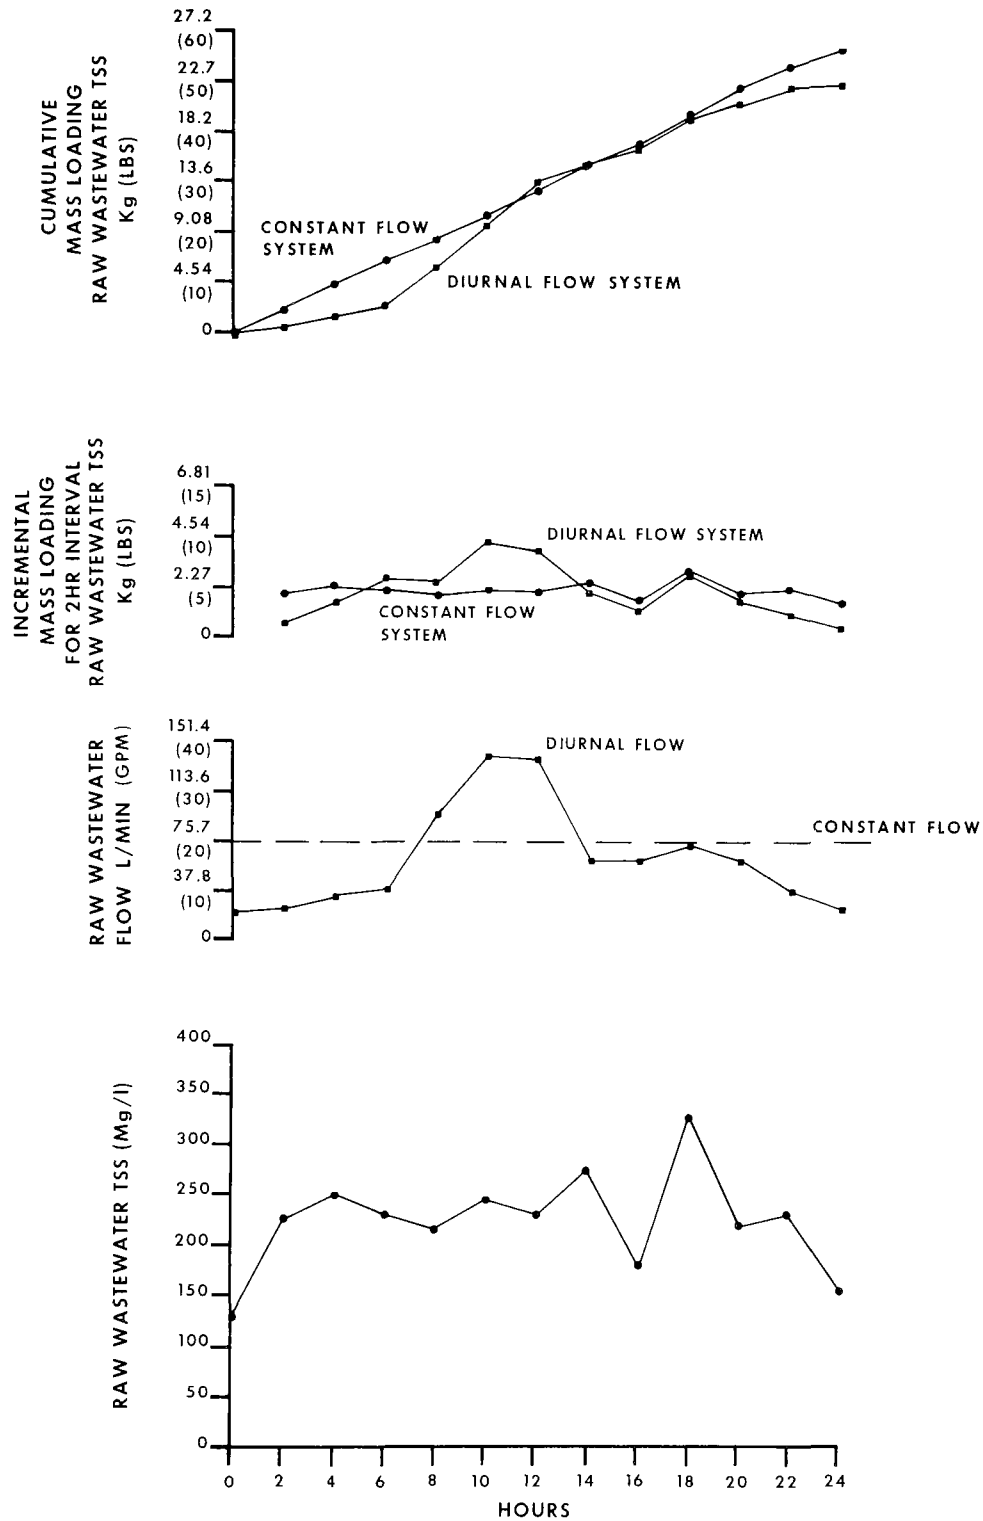 CUMULATIVE
MASS LOADING
RAW WASTEWATER TSS
Kg (LBS)
27.2
(60)
22.7
(50)
18.2
(40)
13.6
(30)
9.08
(20)
4.54
(10)
0
CONSTANT FLOW
SYSTEM
DIURNAL FLOW SYSTEM
INCREMENTAL
MASS LOADING
FOR 2HR INTERVAL
RAW WASTEWATER TSS
Kg (LBS)
6.81
(15)
4.54
(10)
2.27
(5)
0
DIURNAL FLOW SYSTEM
CONSTANT FLOW
SYSTEM
RAW WASTEWATER
FLOW L/MIN (GPM)
151.4
(40)
113.6
(30)
75.7
(20)
37.8
(10)
0
DIURNAL FLOW
CONSTANT FLOW
RAW WASTEWATER TSS (Mg/l)
400
350
300
250
200
150
100
50
0
0 2 4 6 8 10 12 14 16 18 20 22 24
HOURS